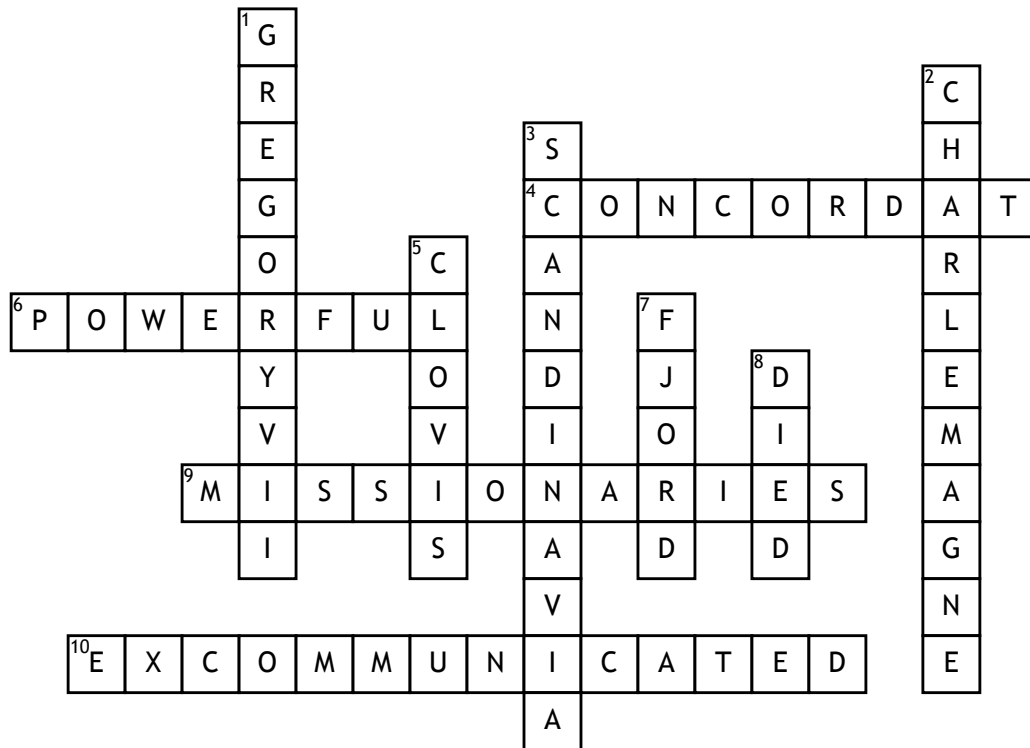 1 G
R 2 C
E 3 S H
G 4 C O N C O R D A T
O 5 C A R
6 P O W E R F U L N 7 F L
Y O D J 8 D E
V V I O I M
9 M I S S I O N A R I E S A
I S A D D G
V N
10 E X C O M M U N I C A T E D E
A